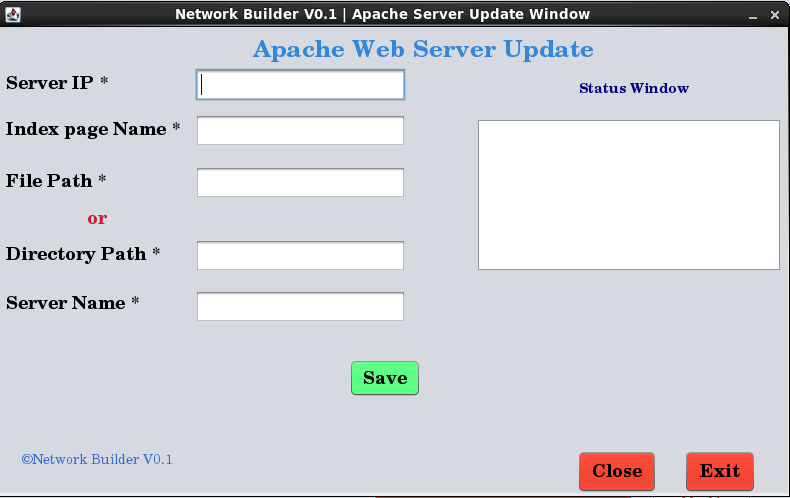 Network Builder V0.1 | Apache Server Update Window
Apache Web Server Update
Server IP *
Status Window
Index page Name *
File Path *
or
Directory Path *
Server Name *
Save
©Network Builder V0.1
Close
Exit